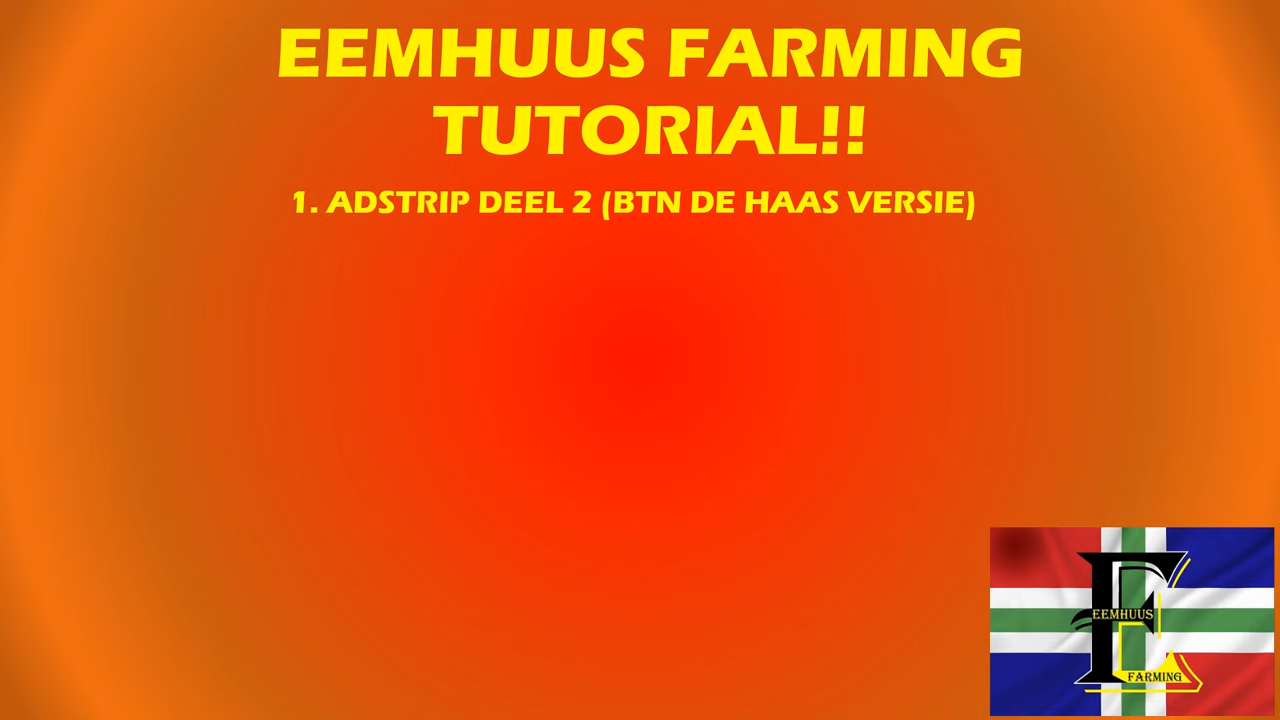 EEMHUUS FARMING
TUTORIAL!!
1. ADSTRIP DEEL 2 (BTN DE HAAS VERSIE)
EEMHUUS
FARMING